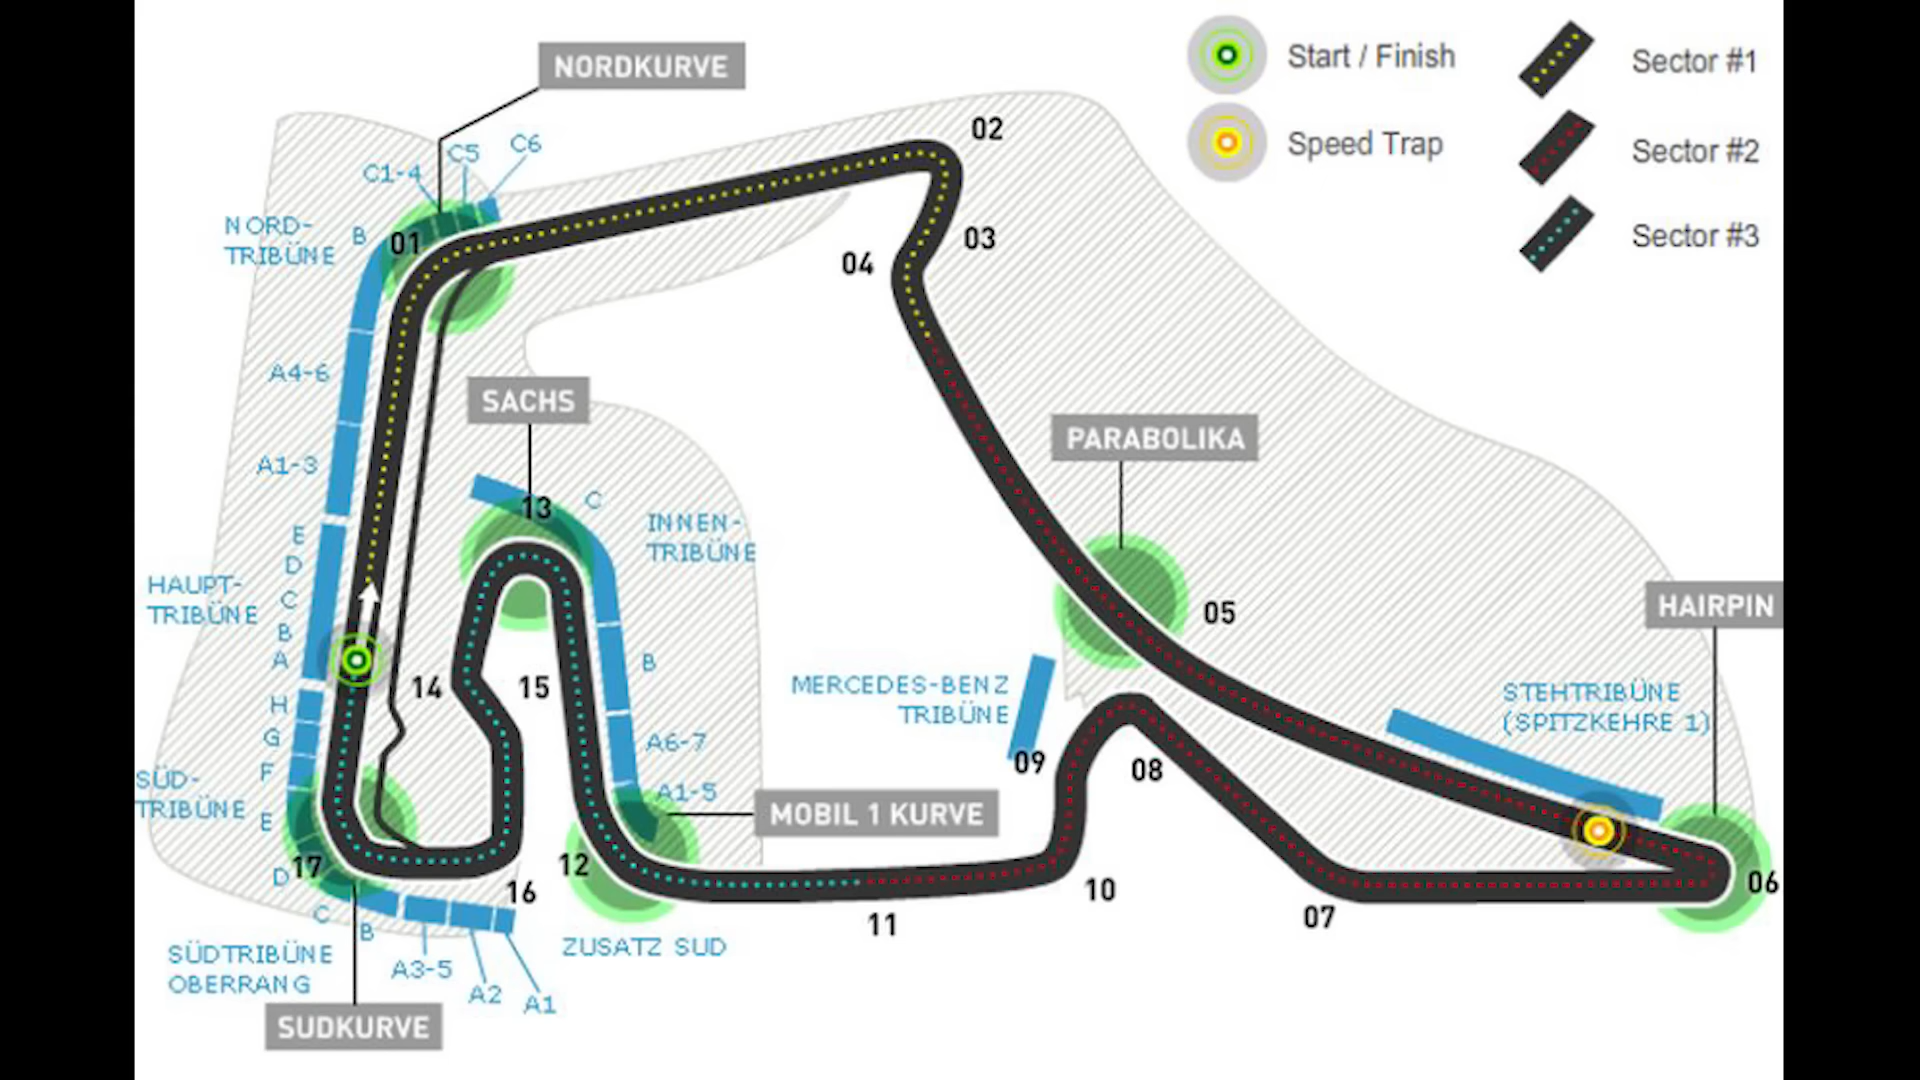 NORDKURVE
Start / Finish
Sector #1
Speed Trap
Sector #2
Sector #3
02
C6
C5
C1-4
NORD-
TRIBÜNE
B
01
03
04
A4-6
SACHS
PARABOLIKA
A1-3
13
C
INNEN-
TRIBÜNE
E
D
C
B
A
HAUPT-
TRIBÜNE
05
HAIRPIN
14
15
B
MERCEDES-BENZ
TRIBÜNE
STEHTRIBÜNE
(SPITZKEHRE 1)
H
G
F
E
D
A6-7
09
08
SÜD-
TRIBÜNE
A1-5
MOBIL 1 KURVE
17
12
16
10
06
07
11
C
B
SÜDTRIBÜNE
OBERRANG
A3-5
A2
A1
ZUSATZ SUD
SUDKURVE